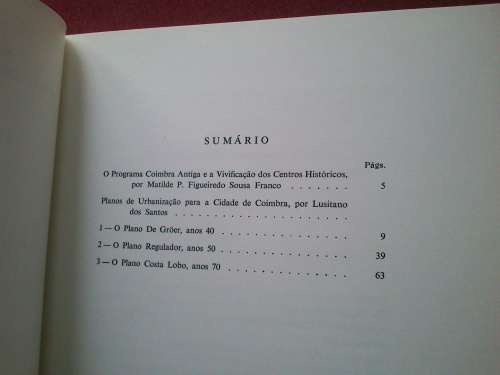 SUMÁRIO
Págs.
O Programa Coimbra Antiga e a Vivificação dos Centros Históricos,
por Matilde P. Figueiredo Sousa Franco . . . . . . . 5
Planos de Urbanização para a Cidade de Coimbra, por Lusitano
dos Santos . . . . . . . . . . . . . . . . . .
1 — O Plano De Gröer, anos 40 . . . . . . . . . . . . . 9
2 — O Plano Regulador, anos 50 . . . . . . . . . . . . . 39
3 — O Plano Costa Lobo, anos 70 . . . . . . . . . . . . 63